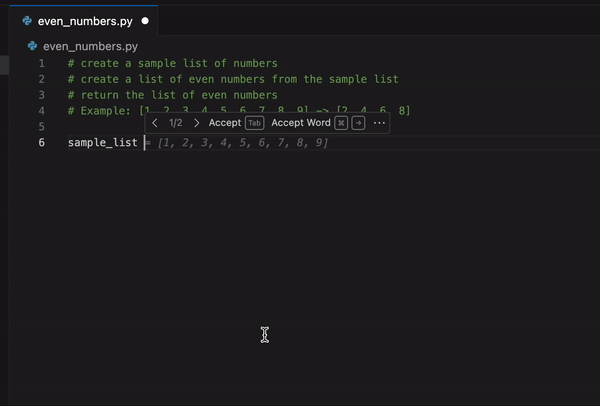 even_numbers.py
even_numbers.py
1 # create a sample list of numbers
2 # create a list of even numbers from the sample list
3 # return the list of even numbers
4 # Example: [1, 2, 3, 4, 5, 6, 7, 8, 9] -> [2, 4, 6, 8]
1/2 Accept Tab Accept Word ⌘ → ···
5
6 sample_list = [1, 2, 3, 4, 5, 6, 7, 8, 9]